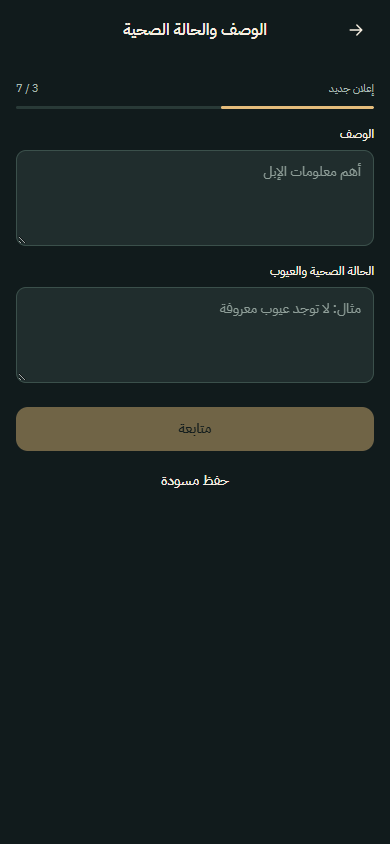 الوصف والحالة الصحية
إعلان جديد
3 / 7
الوصف
أهم معلومات الإبل
الحالة الصحية والعيوب
مثال: لا توجد عيوب معروفة
متابعة
حفظ مسودة